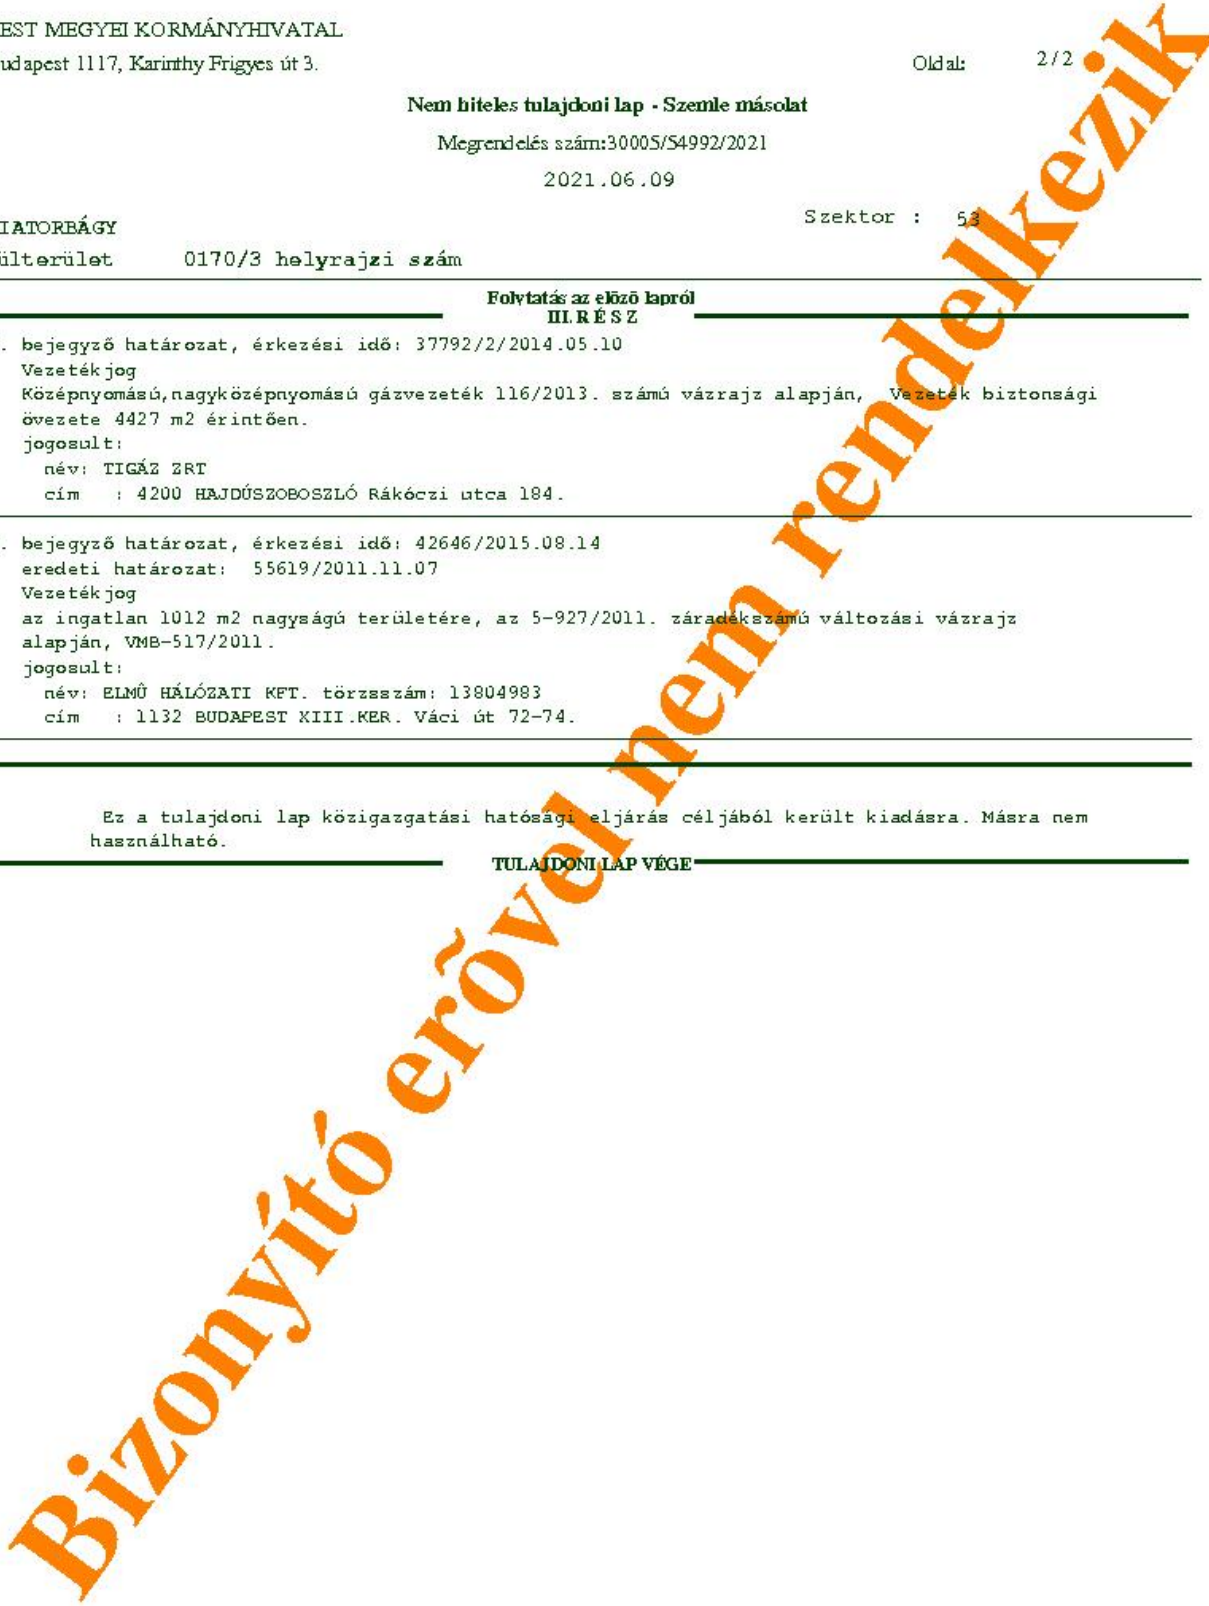 EST MEGYEI KORMÁNYHIVATAL
udapest 1117, Karinthy Frigyes út 3.
Oldal: 2/2
Nem hiteles tulajdoni lap - Szemle másolat
Megrendelés szám:30005/54992/2021
2021.06.09
Szektor : 53
IATORBÁGY
ülterület 0170/3 helyrajzi szám
Folytatás az elõzõ lapról
III. R É S Z
. bejegyző határozat, érkezési idő: 37792/2/2014.05.10
Vezetékjog
Középnyomású,nagyközépnyomású gázvezeték 116/2013. számú vázrajz alapján, Vezeték biztonsági
övezete 4427 m2 érintően.
jogosult:
név: TIGÁZ ZRT
cím : 4200 HAJDÚSZOBOSZLÓ Rákóczi utca 184.
. bejegyző határozat, érkezési idő: 42646/2015.08.14
eredeti határozat: 55619/2011.11.07
Vezetékjog
az ingatlan 1012 m2 nagyságú területére, az 5-927/2011. záradékszámú változási vázrajz
alapján, VMB-517/2011.
jogosult:
név: ELMÛ HÁLÓZATI KFT. törzsszám: 13804983
cím : 1132 BUDAPEST XIII.KER. Váci út 72-74.
Ez a tulajdoni lap közigazgatási hatósági eljárás céljából került kiadásra. Másra nem
használható.
TULAJDONI LAP VÉGE
Bizonyító erõvel nem rendelkezik